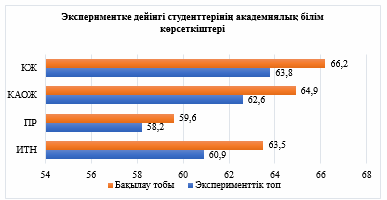 Экспериментке дейінгі студенттерінің академиялық білім
көрсеткіштері
КЖ
66,2
63,8
КАОЖ
64,9
62,6
ПР
59,6
58,2
ИТН
63,5
60,9
54 56 58 60 62 64 66 68
Бақылау тобы Эксперименттік топ